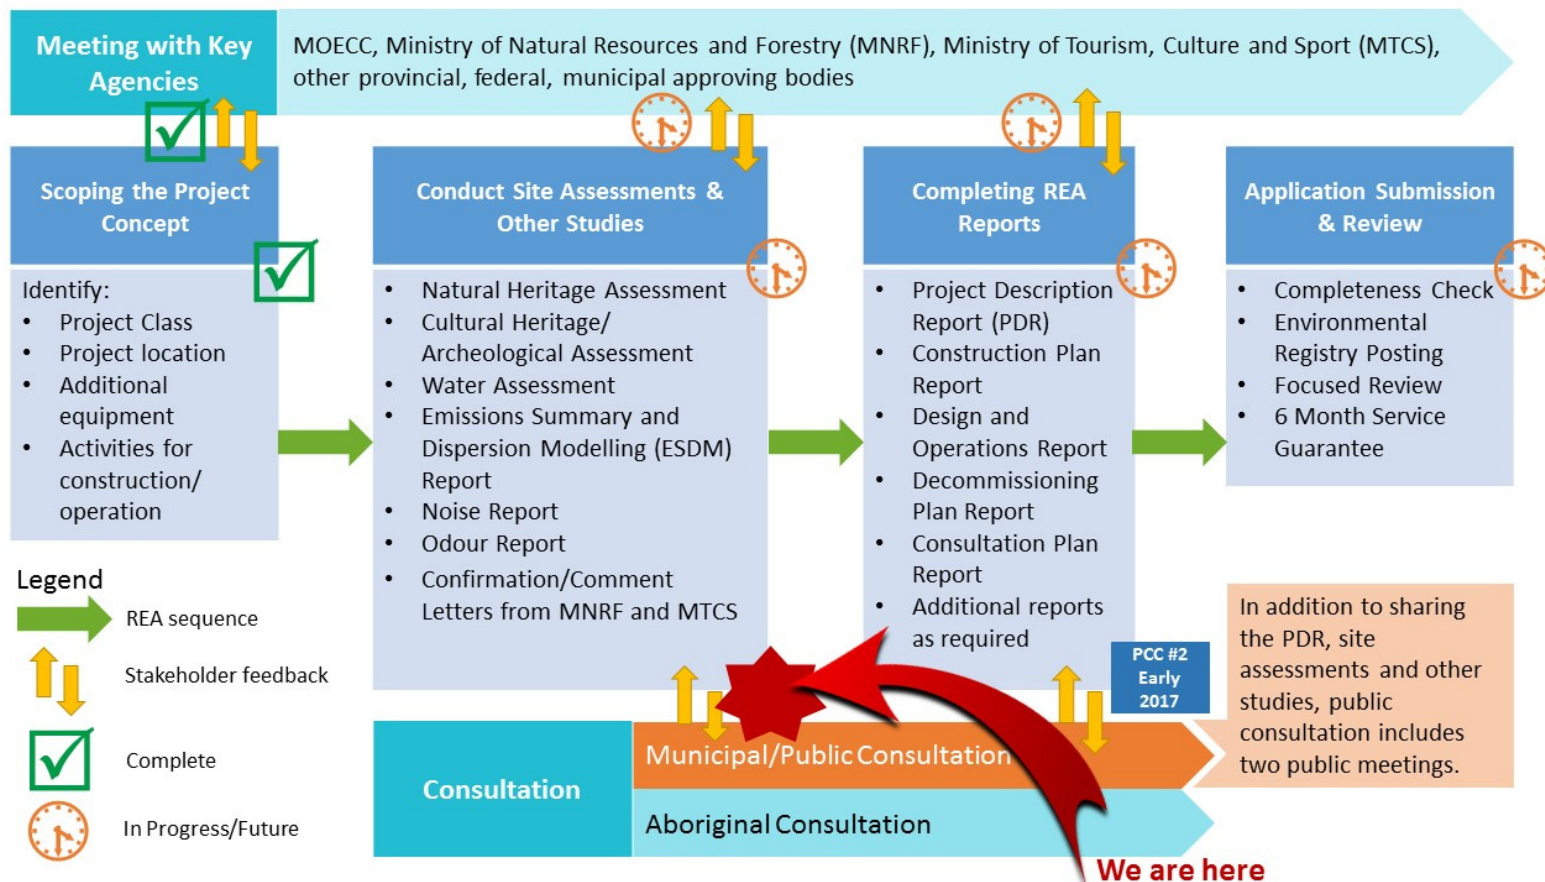 Meeting with Key
Agencies
MOECC, Ministry of Natural Resources and Forestry (MNRF), Ministry of Tourism, Culture and Sport (MTCS),
other provincial, federal, municipal approving bodies
Scoping the Project
Concept
Identify:
• Project Class
• Project location
• Additional
equipment
• Activities for
construction/
operation
Conduct Site Assessments &
Other Studies
• Natural Heritage Assessment
• Cultural Heritage/
Archeological Assessment
• Water Assessment
• Emissions Summary and
Dispersion Modelling (ESDM)
Report
• Noise Report
• Odour Report
• Confirmation/Comment
Letters from MNRF and MTCS
Completing REA
Reports
• Project Description
Report (PDR)
• Construction Plan
Report
• Design and
Operations Report
• Decommissioning
Plan Report
• Consultation Plan
Report
• Additional reports
as required
Application Submission
& Review
• Completeness Check
• Environmental
Registry Posting
• Focused Review
• 6 Month Service
Guarantee
Legend
REA sequence
Stakeholder feedback
Complete
In Progress/Future
Consultation
Municipal/Public Consultation
Aboriginal Consultation
PCC #2
Early
2017
In addition to sharing
the PDR, site
assessments and other
studies, public
consultation includes
two public meetings.
We are here